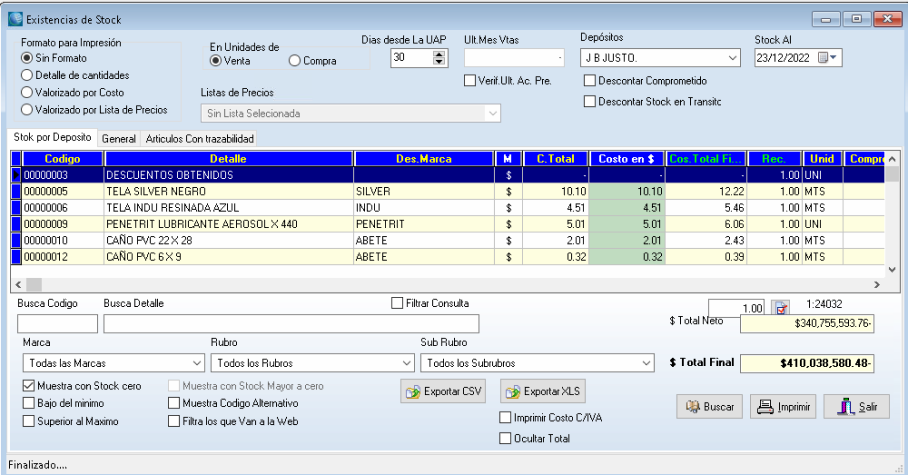 Existencias de Stock
Formato para Impresión
Sin Formato
Detalle de cantidades
Valorizado por Costo
Valorizado por Lista de Precios
En Unidades de
Venta Compra
Listas de Precios
Sin Lista Selecionada
Dias desde La UAP
30
Ult.Mes Vtas
-
Verif.Ult. Ac. Pre.
Depósitos
J B JUSTO.
Descontar Comprometido
Descontar Stock en Transitc
Stock Al
23/12/2022
Stok por Deposito General Articulos Con trazabilidad
Codigo Detalle Des.Marca M C.Total Costo en $ Cos.Total Fi... Rec. Unid Compr
00000003 DESCUENTOS OBTENIDOS $ - - - 1.00 UNI
00000005 TELA SILVER NEGRO SILVER $ 10.10 10.10 12.22 1.00 MTS
00000006 TELA INDU RESINADA AZUL INDU $ 4.51 4.51 5.46 1.00 MTS
00000009 PENETRIT LUBRICANTE AEROSOL X 440 PENETRIT $ 5.01 5.01 6.06 1.00 UNI
00000010 CAÑO PVC 22 X 28 ABETE $ 2.01 2.01 2.43 1.00 MTS
00000012 CAÑO PVC 6 X 9 ABETE $ 0.32 0.32 0.39 1.00 MTS
Busca Codigo Busca Detalle Filtrar Consulta
1.00 1:24032
$ Total Neto $340,755,593.76-
Marca Rubro Sub Rubro
Todas las Marcas Todos los Rubros Todos los Subrubros
$ Total Final $410,038,580.48-
Muestra con Stock cero Muestra con Stock Mayor a cero
Bajo del minimo Muestra Codigo Alternativo
Superior al Maximo Filtra los que Van a la Web
Exportar CSV Exportar XLS
Imprimir Costo C/IVA
Ocultar Total
Buscar Imprimir Salir
Finalizado....